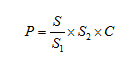 P = S/S₁ × S₂ × C